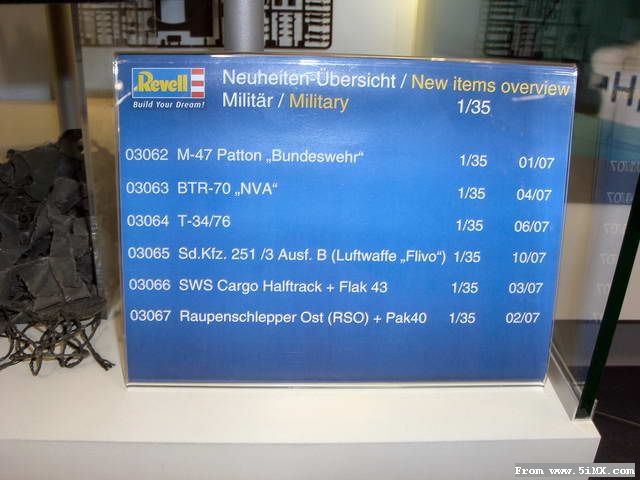 Revell
Build Your Dream!
Neuheiten-Übersicht / New items overview
Militär / Military 1/35
03062 M-47 Patton „Bundeswehr“ 1/35 01/07
03063 BTR-70 „NVA“ 1/35 04/07
03064 T-34/76 1/35 06/07
03065 Sd.Kfz. 251 /3 Ausf. B (Luftwaffe „Flivo“) 1/35 10/07
03066 SWS Cargo Halftrack + Flak 43 1/35 03/07
03067 Raupenschlepper Ost (RSO) + Pak40 1/35 02/07
From www.5iMX.com